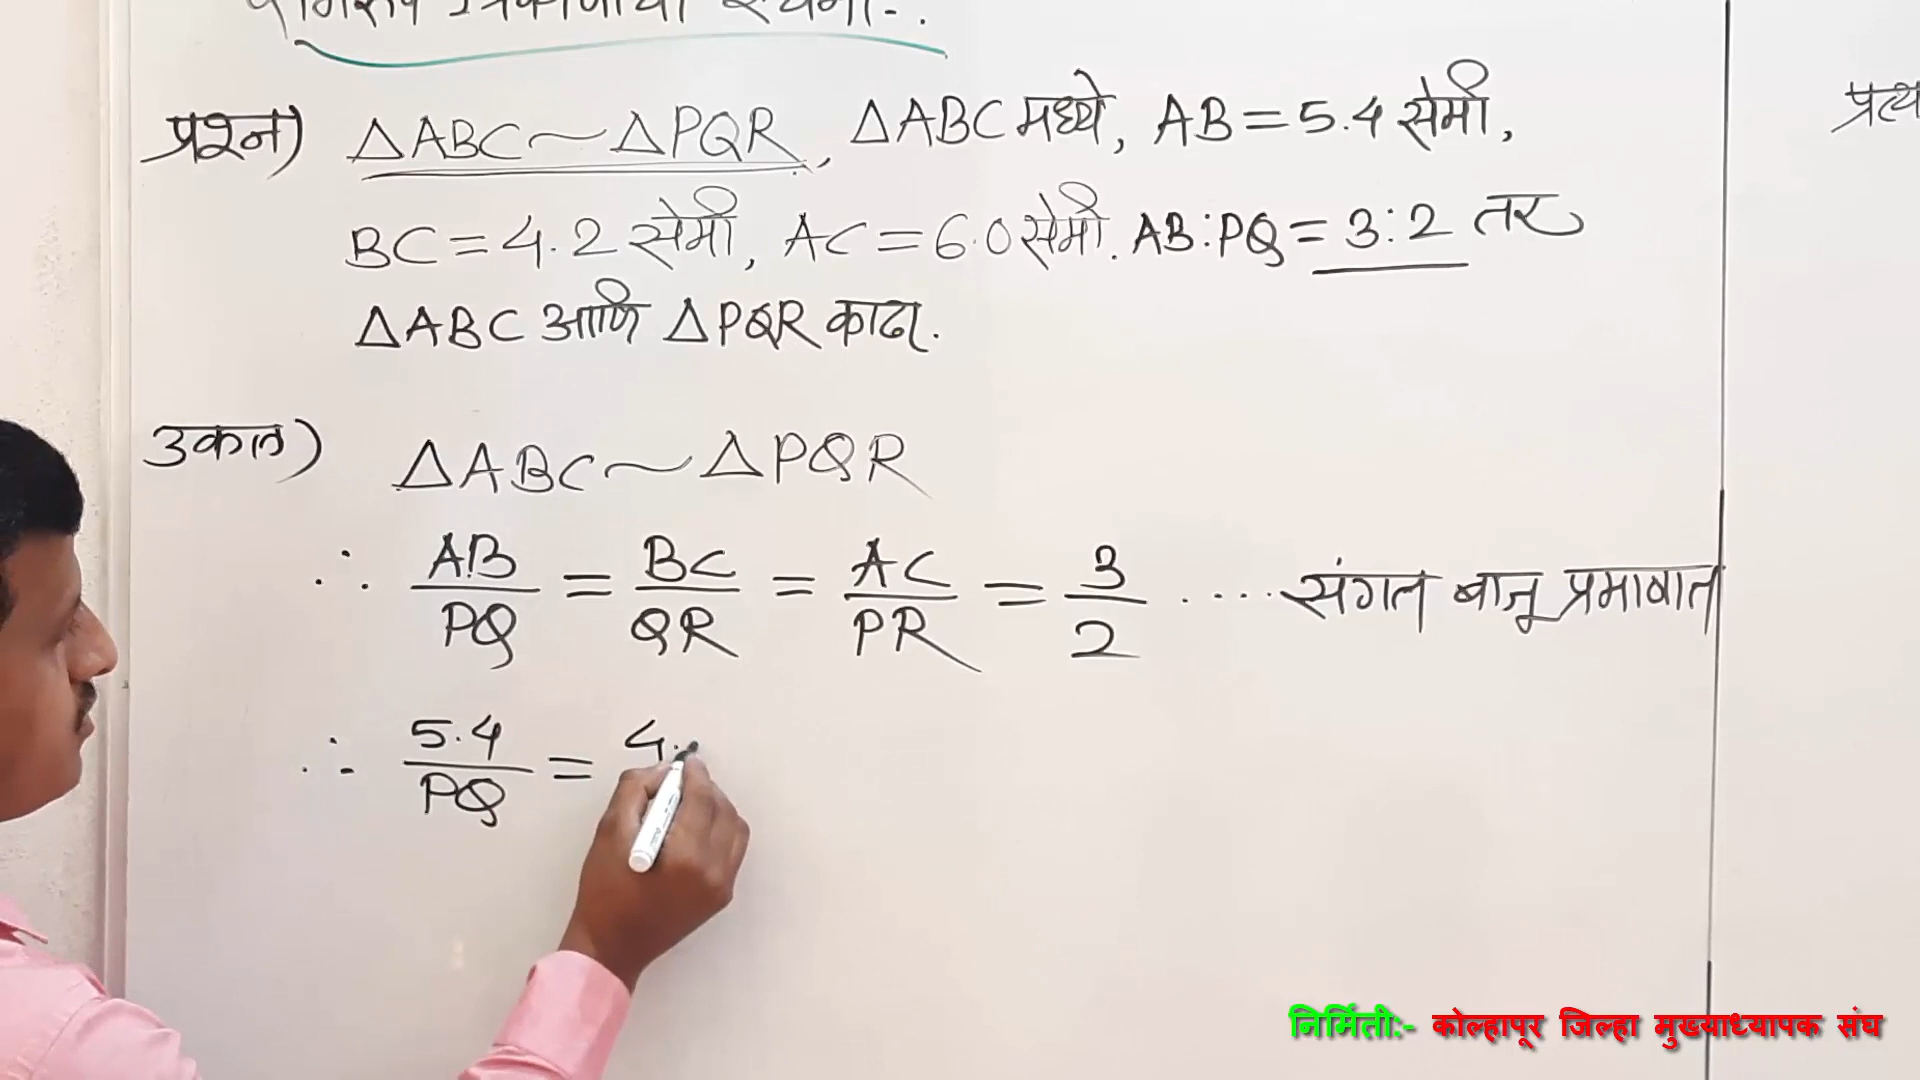 प्रश्न) △ABC ~ △PQR, △ABC मध्ये, AB = 5.4 सेमी,
BC = 4.2 सेमी, AC = 6.0 सेमी. AB:PQ = 3:2 तर
△ABC आणि △PQR काढा.
उकल) △ABC ~ △PQR
∴ AB/PQ = BC/QR = AC/PR = 3/2 ....संगत बाजू प्रमाणात
∴ 5.4/PQ = 4.
निर्मिती:- कोल्हापूर जिल्हा मुख्याध्यापक संघ